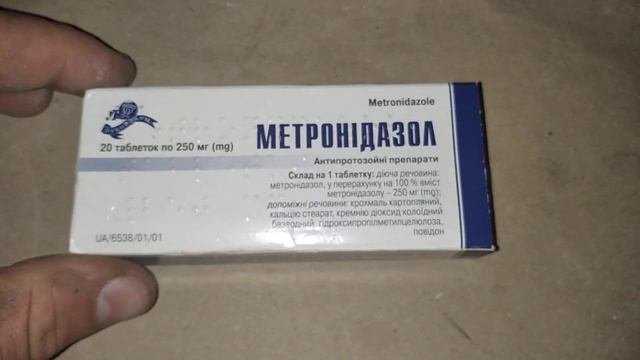 Metronidazole
МЕТРОНІДАЗОЛ
20 таблеток по 250 мг (mg)
Антипротозойні препарати
Склад на 1 таблетку: діюча речовина:
метронідазол, у перерахунку на 100 % вміст
метронідазолу – 250 мг (mg);
допоміжні речовини: крохмаль картопляний,
кальцію стеарат, кремнію діоксид колоїдний
безводний, гідроксипропілметилцелюлоза,
повідон
UA/6538/01/01